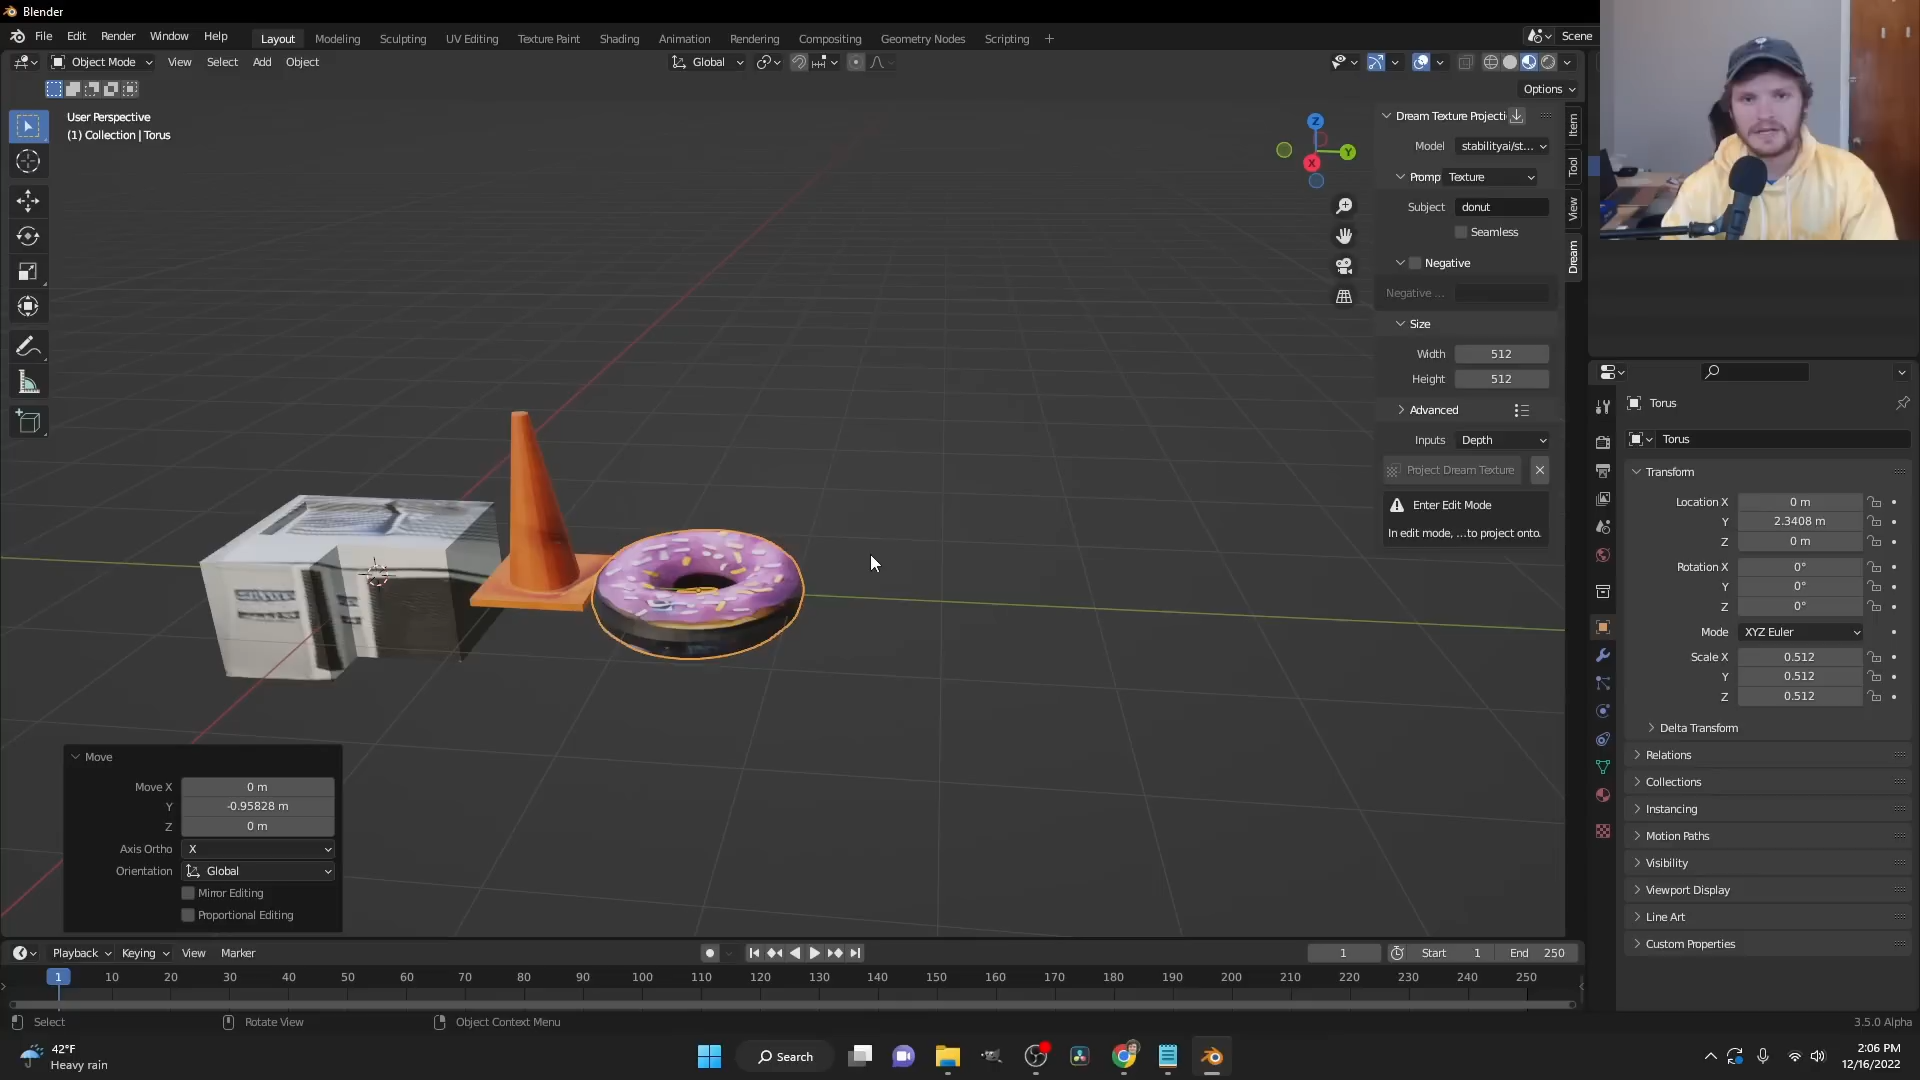 Blender
File Edit Render Window Help
Layout Modeling Sculpting UV Editing Texture Paint Shading Animation Rendering Compositing Geometry Nodes Scripting +
Scene
Object Mode View Select Add Object
Global
Options
User Perspective
(1) Collection | Torus
Z
Y
X
Item
Tool
View
Dream
Dream Texture Projecti
Model stabilityai/st...
Promp Texture
Subject donut
Seamless
Negative
Negative ...
Size
Width 512
Height 512
Advanced
Inputs Depth
Project Dream Texture
Enter Edit Mode
In edit mode, ...to project onto.
Torus
Torus
Transform
Location X 0 m
Y 2.3408 m
Z 0 m
Rotation X 0°
Y 0°
Z 0°
Mode XYZ Euler
Scale X 0.512
Y 0.512
Z 0.512
Delta Transform
Relations
Collections
Instancing
Motion Paths
Visibility
Viewport Display
Line Art
Custom Properties
Move
Move X 0 m
Y -0.95828 m
Z 0 m
Axis Ortho X
Orientation Global
Mirror Editing
Proportional Editing
Playback Keying View Marker
1 Start 1 End 250
1 10 20 30 40 50 60 70 80 90 100 110 120 130 140 150 160 170 180 190 200 210 220 230 240 250
Select Rotate View Object Context Menu
3.5.0 Alpha
42°F
Heavy rain
Search
2:06 PM
12/16/2022